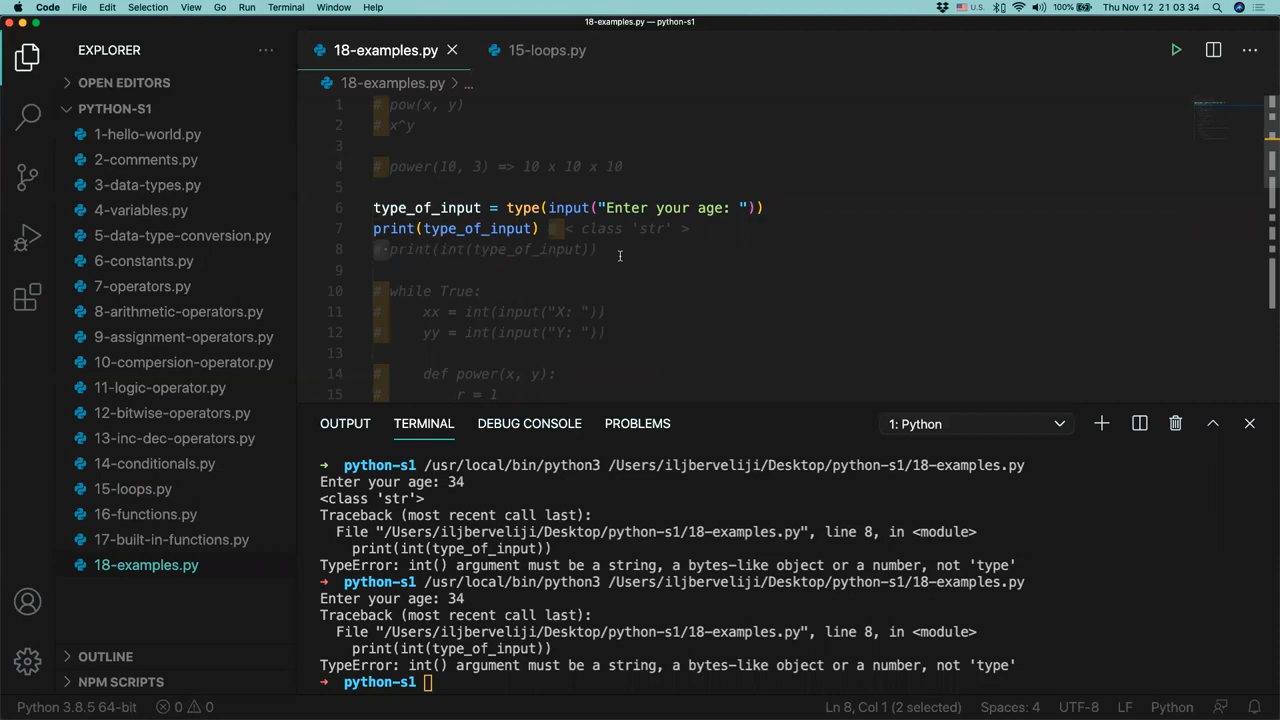 Code File Edit Selection View Go Run Terminal Window Help U.S. 100% Thu Nov 12 21 03 34
18-examples.py — python-s1
EXPLORER
18-examples.py 15-loops.py
OPEN EDITORS
PYTHON-S1
1-hello-world.py
2-comments.py
3-data-types.py
4-variables.py
5-data-type-conversion.py
6-constants.py
7-operators.py
8-arithmetic-operators.py
9-assignment-operators.py
10-compersion-operator.py
11-logic-operator.py
12-bitwise-operators.py
13-inc-dec-operators.py
14-conditionals.py
15-loops.py
16-functions.py
17-built-in-functions.py
18-examples.py
OUTLINE
NPM SCRIPTS
18-examples.py > ...
1 # pow(x, y)
2 # x^y
3
4 # power(10, 3) => 10 x 10 x 10
5
6 type_of_input = type(input("Enter your age: "))
7 print(type_of_input) # < class 'str' >
8 # print(int(type_of_input))
9
10 # while True:
11 # xx = int(input("X: "))
12 # yy = int(input("Y: "))
13
14 # def power(x, y):
15 # r = 1
OUTPUT TERMINAL DEBUG CONSOLE PROBLEMS 1: Python
→ python-s1 /usr/local/bin/python3 /Users/iljberveliji/Desktop/python-s1/18-examples.py
Enter your age: 34
<class 'str'>
Traceback (most recent call last):
File "/Users/iljberveliji/Desktop/python-s1/18-examples.py", line 8, in <module>
print(int(type_of_input))
TypeError: int() argument must be a string, a bytes-like object or a number, not 'type'
→ python-s1 /usr/local/bin/python3 /Users/iljberveliji/Desktop/python-s1/18-examples.py
Enter your age: 34
Traceback (most recent call last):
File "/Users/iljberveliji/Desktop/python-s1/18-examples.py", line 8, in <module>
print(int(type_of_input))
TypeError: int() argument must be a string, a bytes-like object or a number, not 'type'
→ python-s1
Python 3.8.5 64-bit 0 0 Ln 8, Col 1 (2 selected) Spaces: 4 UTF-8 LF Python